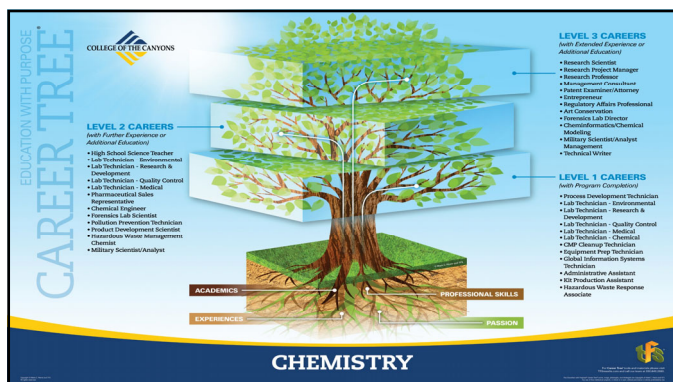 EDUCATION WITH PURPOSE
CAREER TREE
COLLEGE OF THE CANYONS
LEVEL 3 CAREERS
(with Extended Experience or
Additional Education)
• Research Scientist
• Research Project Manager
• Research Professor
• Management Consultant
• Patent Examiner/Attorney
• Entrepreneur
• Regulatory Affairs Professional
• Art Conservation
• Forensics Lab Director
• Cheminformatics/Chemical
Modeling
• Military Scientist/Analyst
Management
• Technical Writer
LEVEL 2 CAREERS
(with Further Experience or
Additional Education)
• High School Science Teacher
• Lab Technician - Environmental
• Lab Technician - Research &
Development
• Lab Technician - Quality Control
• Lab Technician - Medical
• Pharmaceutical Sales
Representative
• Chemical Engineer
• Forensics Lab Scientist
• Pollution Prevention Technician
• Product Development Scientist
• Hazardous Waste Management
Chemist
• Military Scientist/Analyst
LEVEL 1 CAREERS
(with Program Completion)
• Process Development Technician
• Lab Technician - Environmental
• Lab Technician - Research &
Development
• Lab Technician - Quality Control
• Lab Technician - Medical
• Lab Technician - Chemical
• CMP Cleanup Technician
• Equipment Prep Technician
• Global Information Systems
Technician
• Administrative Assistant
• Kit Production Assistant
• Hazardous Waste Response
Associate
ACADEMICS
PROFESSIONAL SKILLS
EXPERIENCES
PASSION
CHEMISTRY